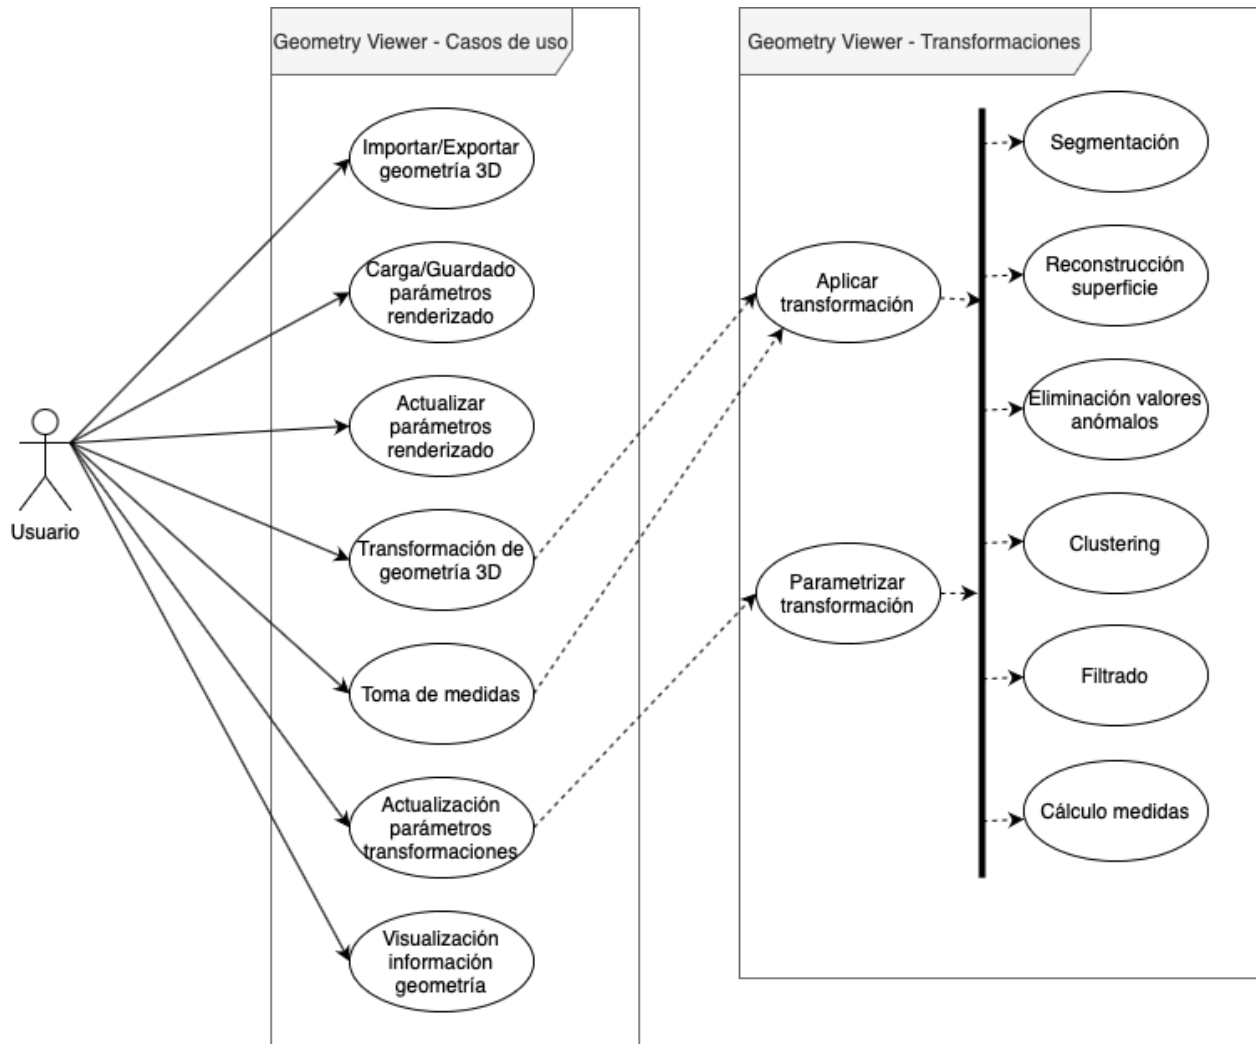 Geometry Viewer - Casos de uso
Importar/Exportar
geometría 3D
Carga/Guardado
parámetros
renderizado
Actualizar
parámetros
renderizado
Usuario
Transformación de
geometría 3D
Toma de medidas
Actualización
parámetros
transformaciones
Visualización
información
geometría
Geometry Viewer - Transformaciones
Aplicar
transformación
Parametrizar
transformación
Segmentación
Reconstrucción
superficie
Eliminación valores
anómalos
Clustering
Filtrado
Cálculo medidas